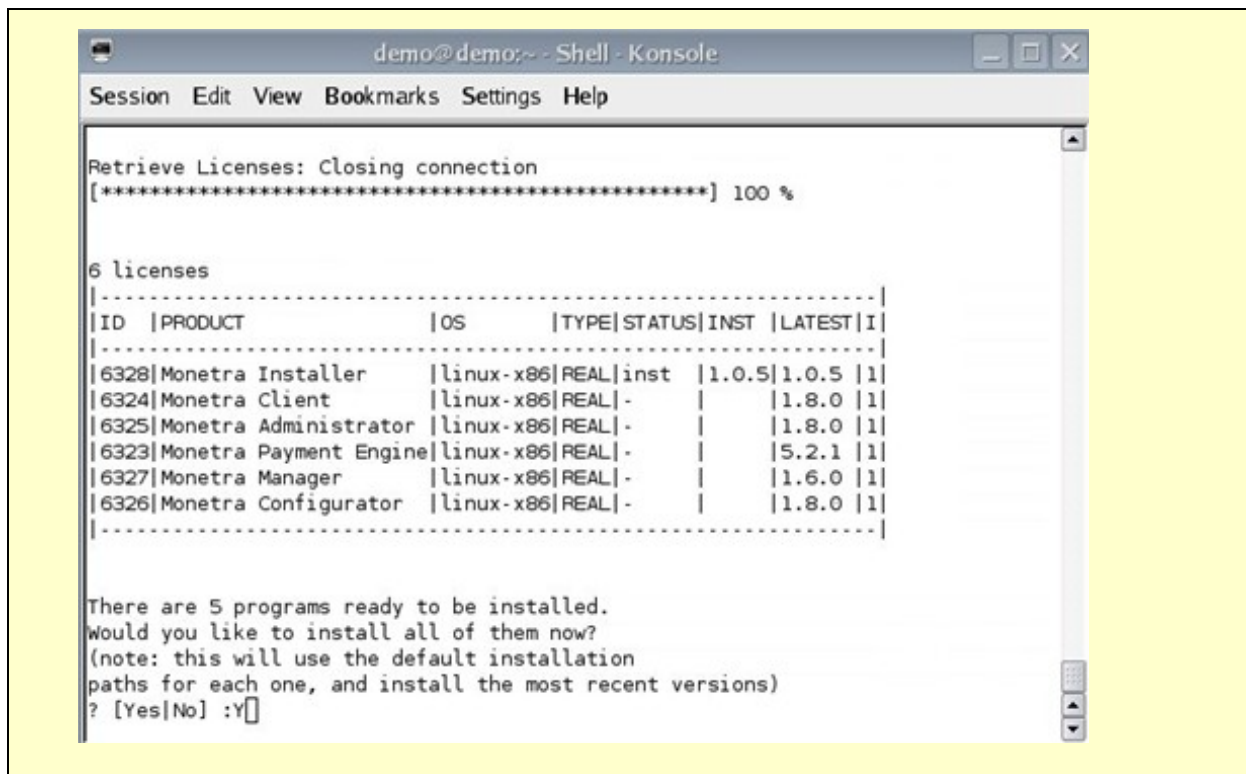 demo@demo:~ - Shell - Konsole
Session Edit View Bookmarks Settings Help
Retrieve Licenses: Closing connection
[**************************************************] 100 %
6 licenses
|----------------------------------------------------------------|
|ID |PRODUCT |OS |TYPE|STATUS|INST |LATEST|I|
|----------------------------------------------------------------|
|6328|Monetra Installer |linux-x86|REAL|inst |1.0.5|1.0.5 |1|
|6324|Monetra Client |linux-x86|REAL|- | |1.8.0 |1|
|6325|Monetra Administrator |linux-x86|REAL|- | |1.8.0 |1|
|6323|Monetra Payment Engine|linux-x86|REAL|- | |5.2.1 |1|
|6327|Monetra Manager |linux-x86|REAL|- | |1.6.0 |1|
|6326|Monetra Configurator |linux-x86|REAL|- | |1.8.0 |1|
|----------------------------------------------------------------|
There are 5 programs ready to be installed.
Would you like to install all of them now?
(note: this will use the default installation
paths for each one, and install the most recent versions)
? [Yes|No] :Y